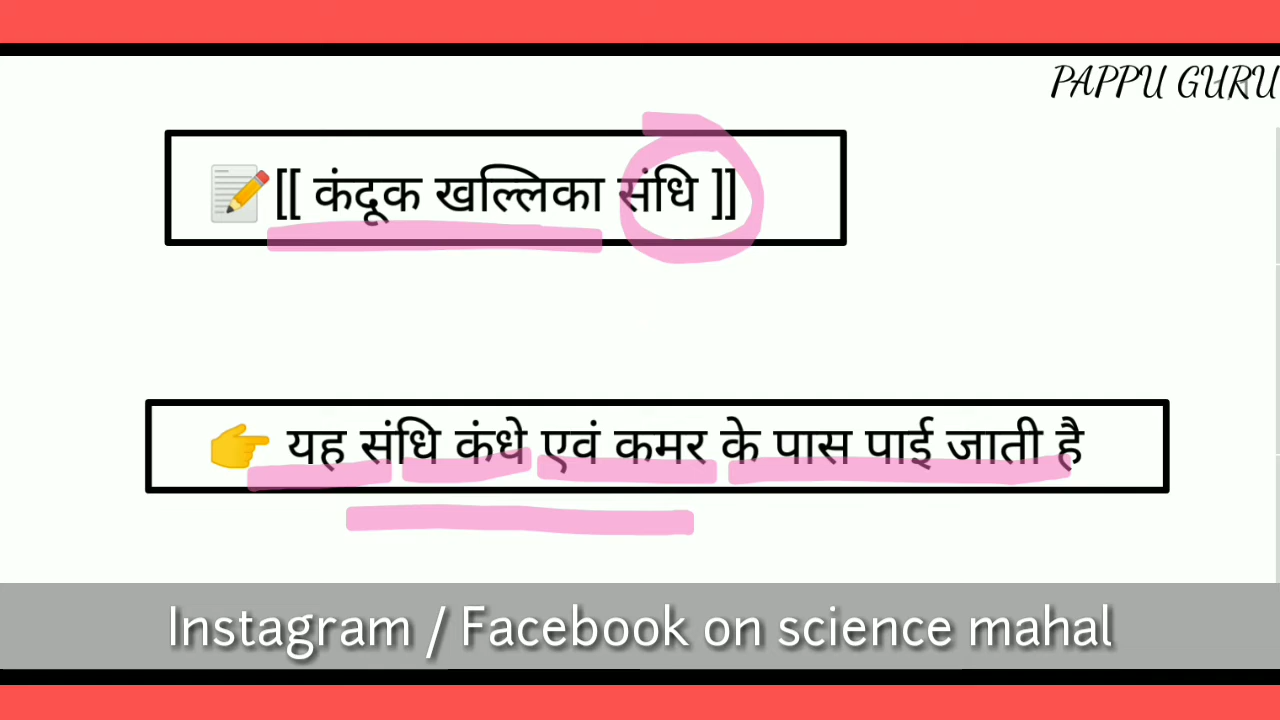 PAPPU GURU
📝[[ कंदूक खल्लिका संधि ]]
👉 यह संधि कंधे एवं कमर के पास पाई जाती है
Instagram / Facebook on science mahal